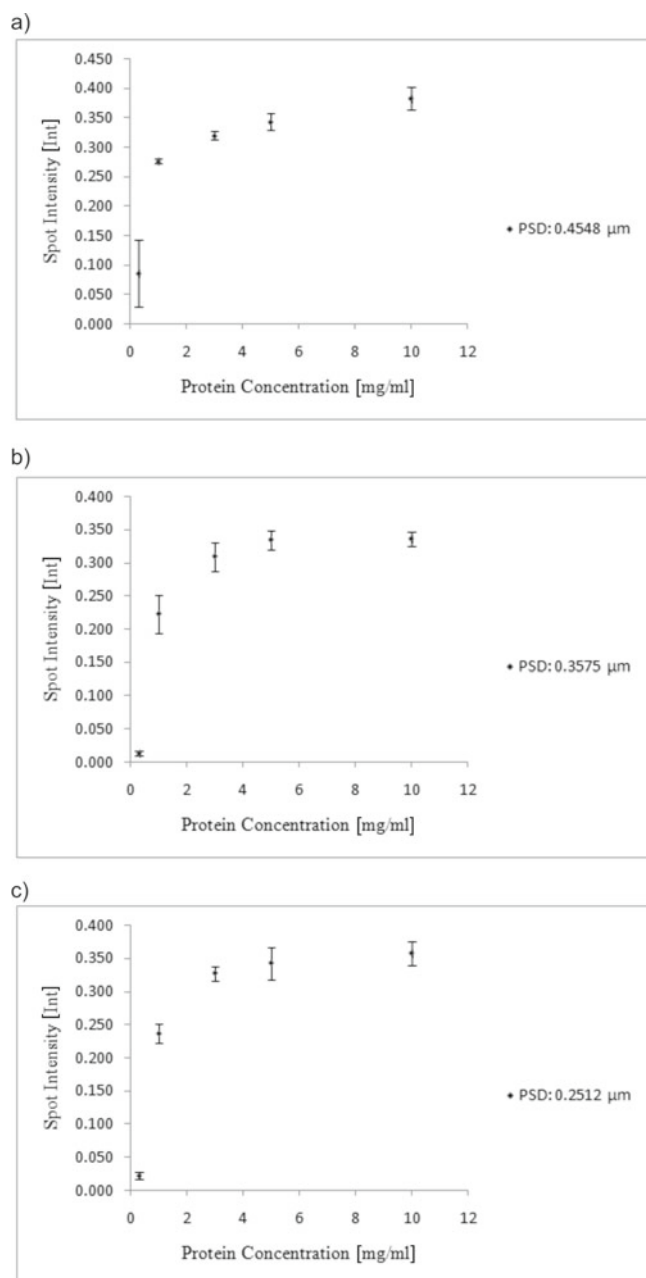 a)
0.450
0.400
0.350
0.300
0.250
0.200
0.150
0.100
0.050
0.000
Spot Intensity [Int]
0 2 4 6 8 10 12
Protein Concentration [mg/ml]
PSD: 0.4548 µm
b)
0.400
0.350
0.300
0.250
0.200
0.150
0.100
0.050
0.000
Spot Intensity [Int]
0 2 4 6 8 10 12
Protein Concentration [mg/ml]
PSD: 0.3575 µm
c)
0.400
0.350
0.300
0.250
0.200
0.150
0.100
0.050
0.000
Spot Intensity [Int]
0 2 4 6 8 10 12
Protein Concentration [mg/ml]
PSD: 0.2512 µm